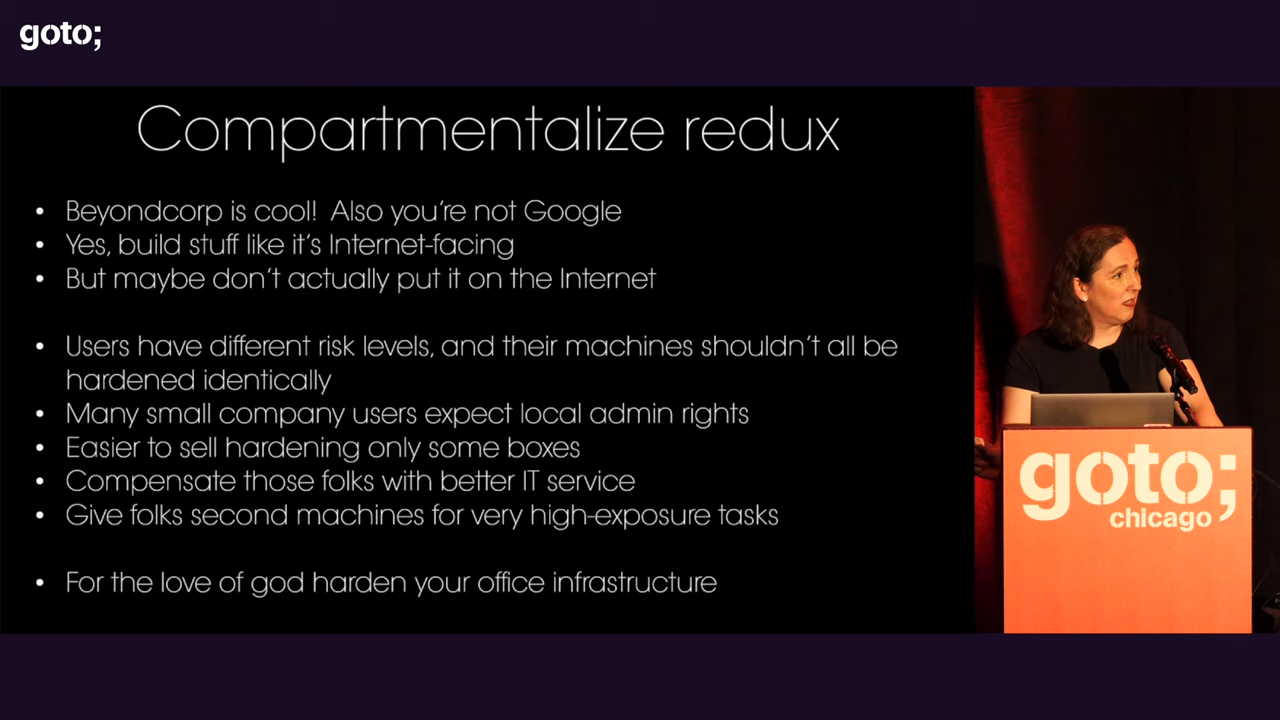 goto;
Compartmentalize redux
• Beyondcorp is cool!  Also you're not Google
• Yes, build stuff like it's Internet-facing
• But maybe don't actually put it on the Internet
• Users have different risk levels, and their machines shouldn't all be
hardened identically
• Many small company users expect local admin rights
• Easier to sell hardening only some boxes
• Compensate those folks with better IT service
• Give folks second machines for very high-exposure tasks
• For the love of god harden your office infrastructure
goto;
chicago